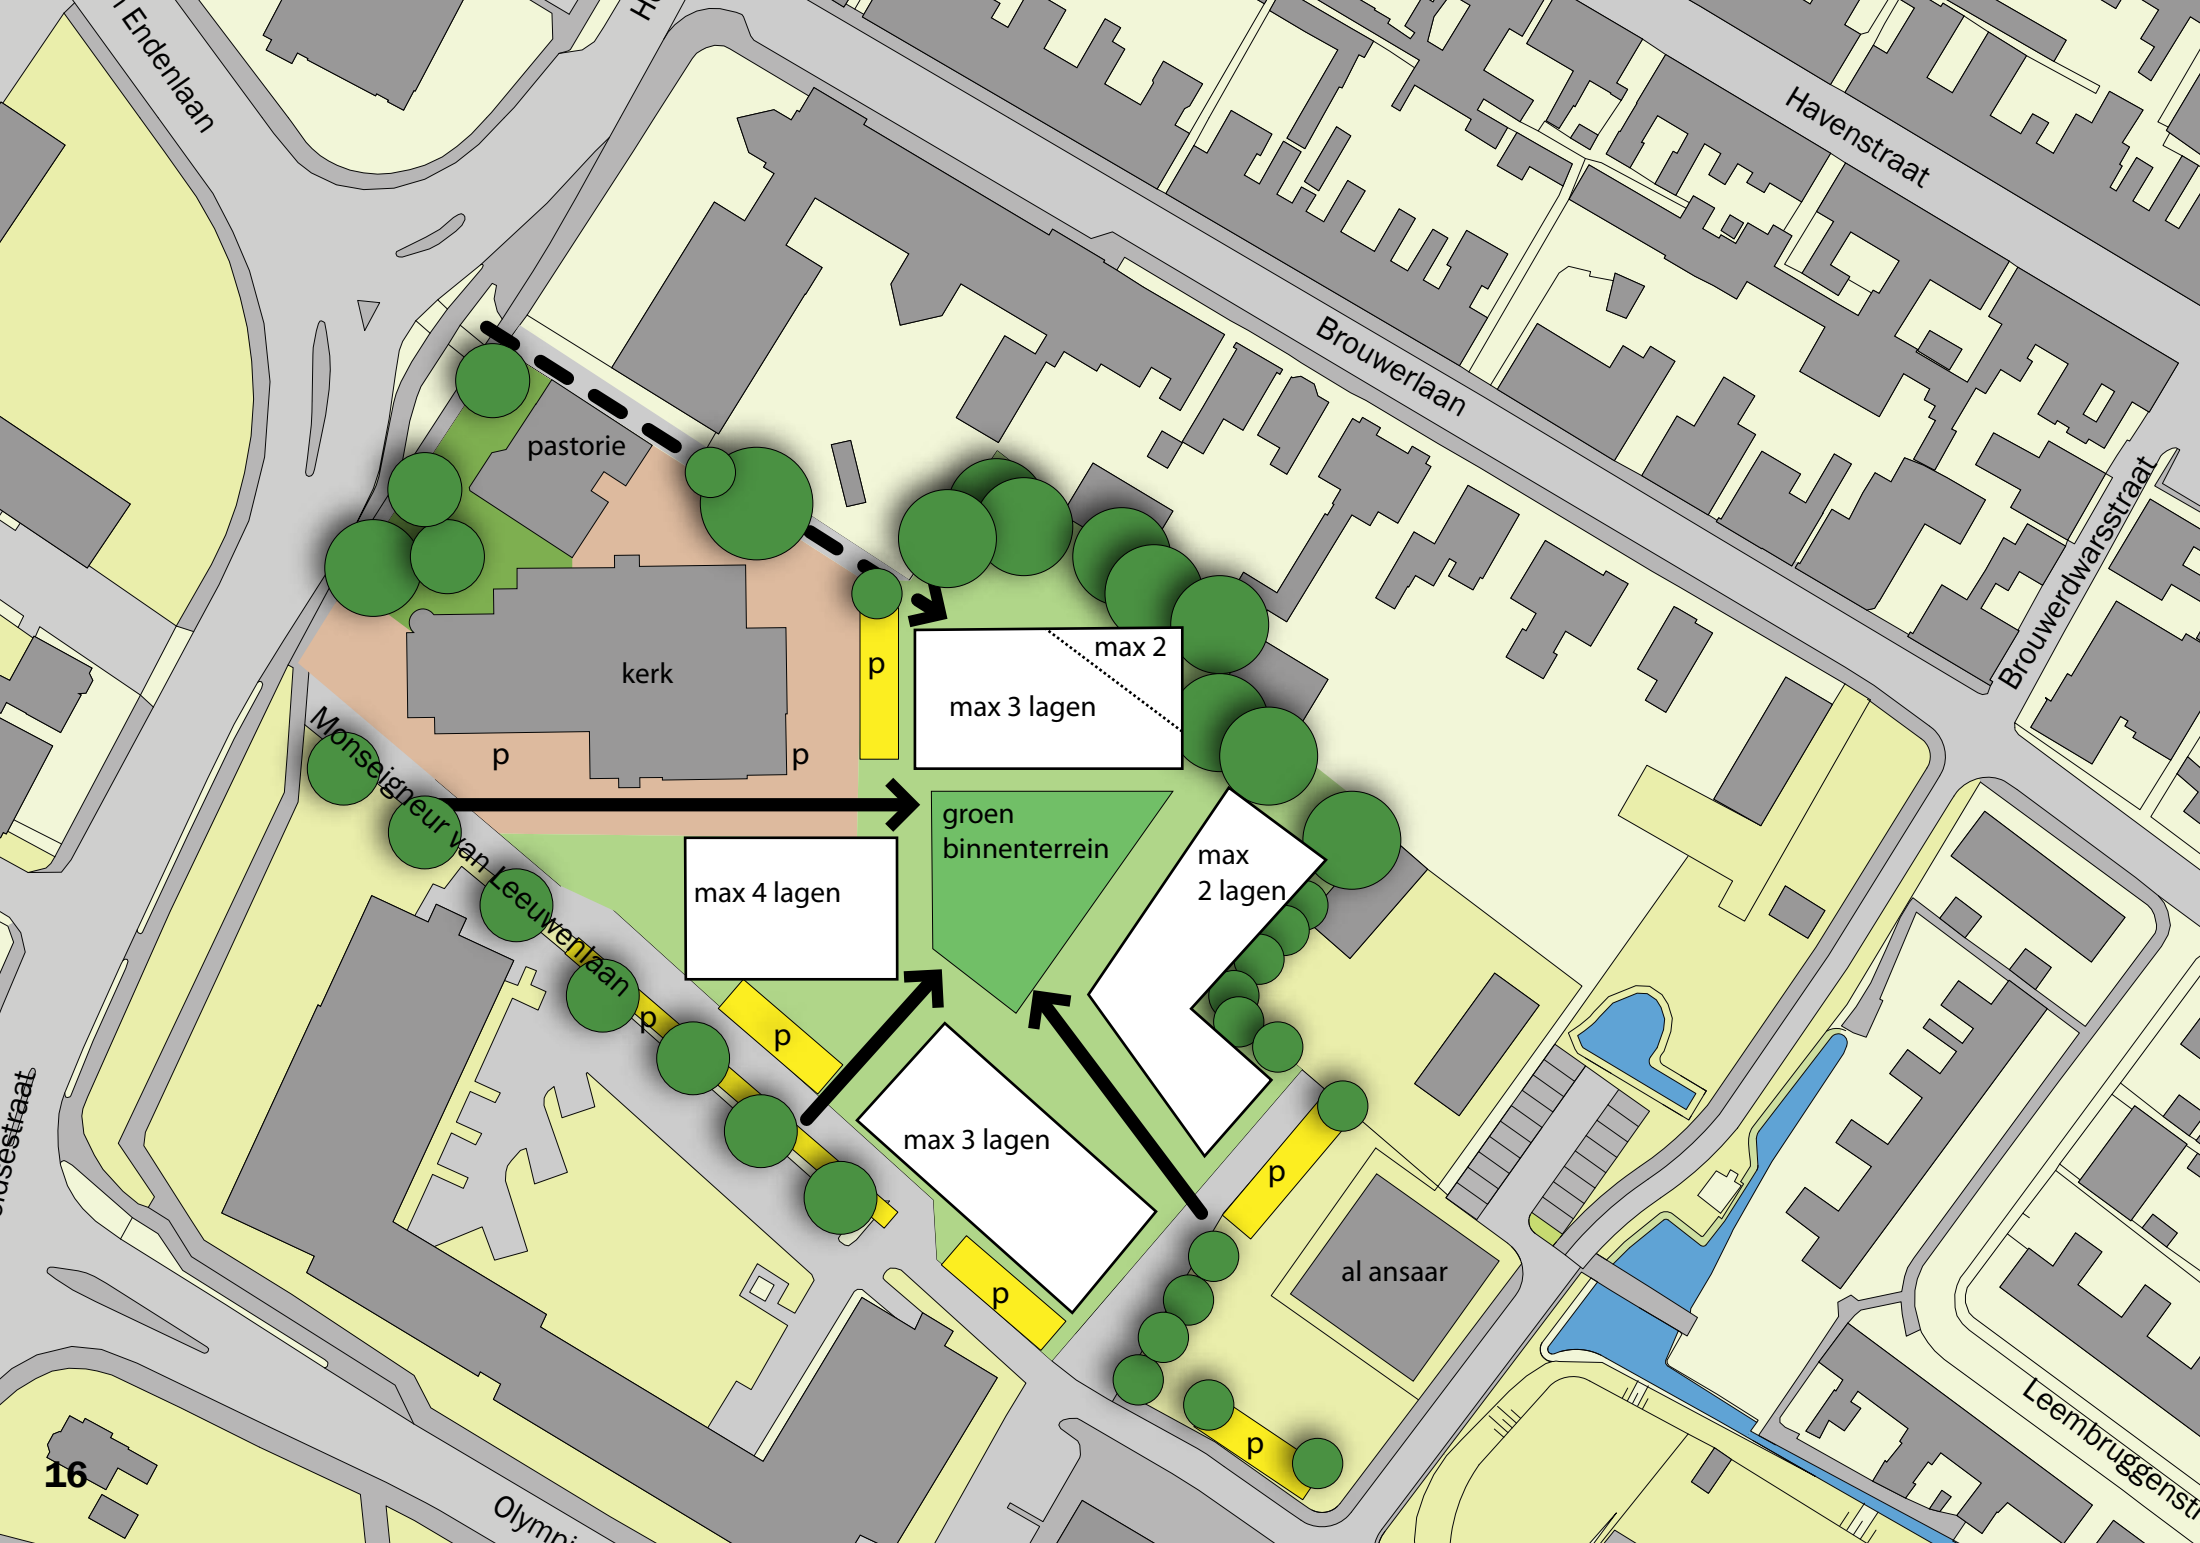 Endenlaan
Havenstraat
Brouwerlaan
Brouwerdwarsstraat
pastorie
kerk
p
p
p
max 2
max 3 lagen
Monseigneur van Leeuwenlaan
groen
binnenterrein
max 4 lagen
max
2 lagen
p
p
max 3 lagen
p
p
al ansaar
p
16